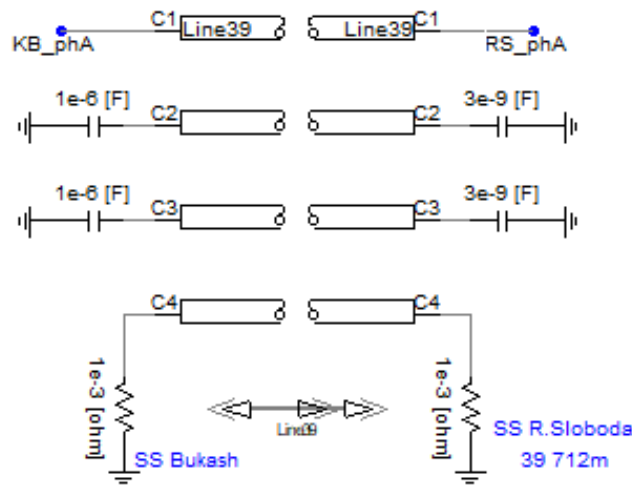 C1 Line39 Line39 C1
KB_phA RS_phA
1e-6 [F] 3e-9 [F]
C2 C2
1e-6 [F] 3e-9 [F]
C3 C3
C4 C4
1e-3 [ohm] 1e-3 [ohm]
Line39
SS Bukash
SS R.Sloboda
39 712m